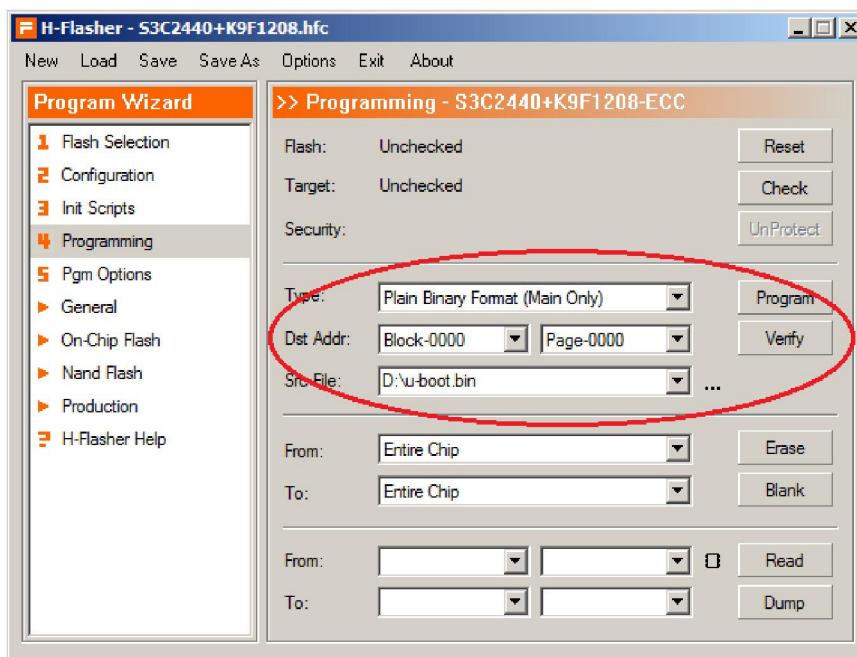 H-Flasher - S3C2440+K9F1208.hfc
New Load Save Save As Options Exit About
Program Wizard
1 Flash Selection
2 Configuration
3 Init Scripts
4 Programming
5 Pgm Options
General
On-Chip Flash
Nand Flash
Production
? H-Flasher Help
>> Programming - S3C2440+K9F1208-ECC
Flash: Unchecked Reset
Target: Unchecked Check
Security: UnProtect
Type: Plain Binary Format (Main Only) Program
Dst Addr: Block-0000 Page-0000 Verify
Src File: D:\u-boot.bin ...
From: Entire Chip Erase
To: Entire Chip Blank
From: Read
To: Dump